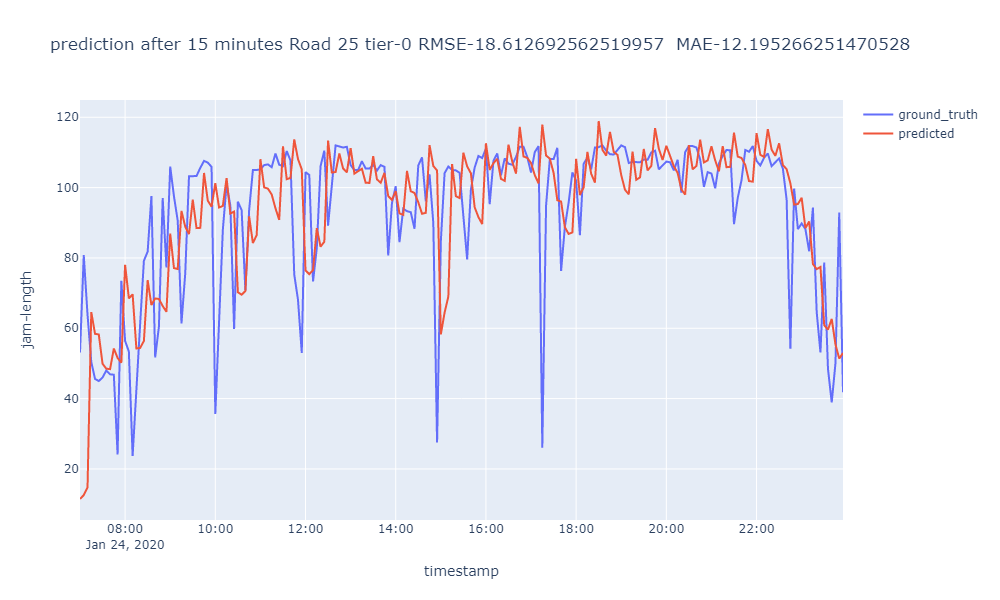 prediction after 15 minutes Road 25 tier-0 RMSE-18.612692562519957  MAE-12.195266251470528
ground_truth
predicted
120
100
80
60
40
20
jam-length
08:00 10:00 12:00 14:00 16:00 18:00 20:00 22:00
Jan 24, 2020
timestamp